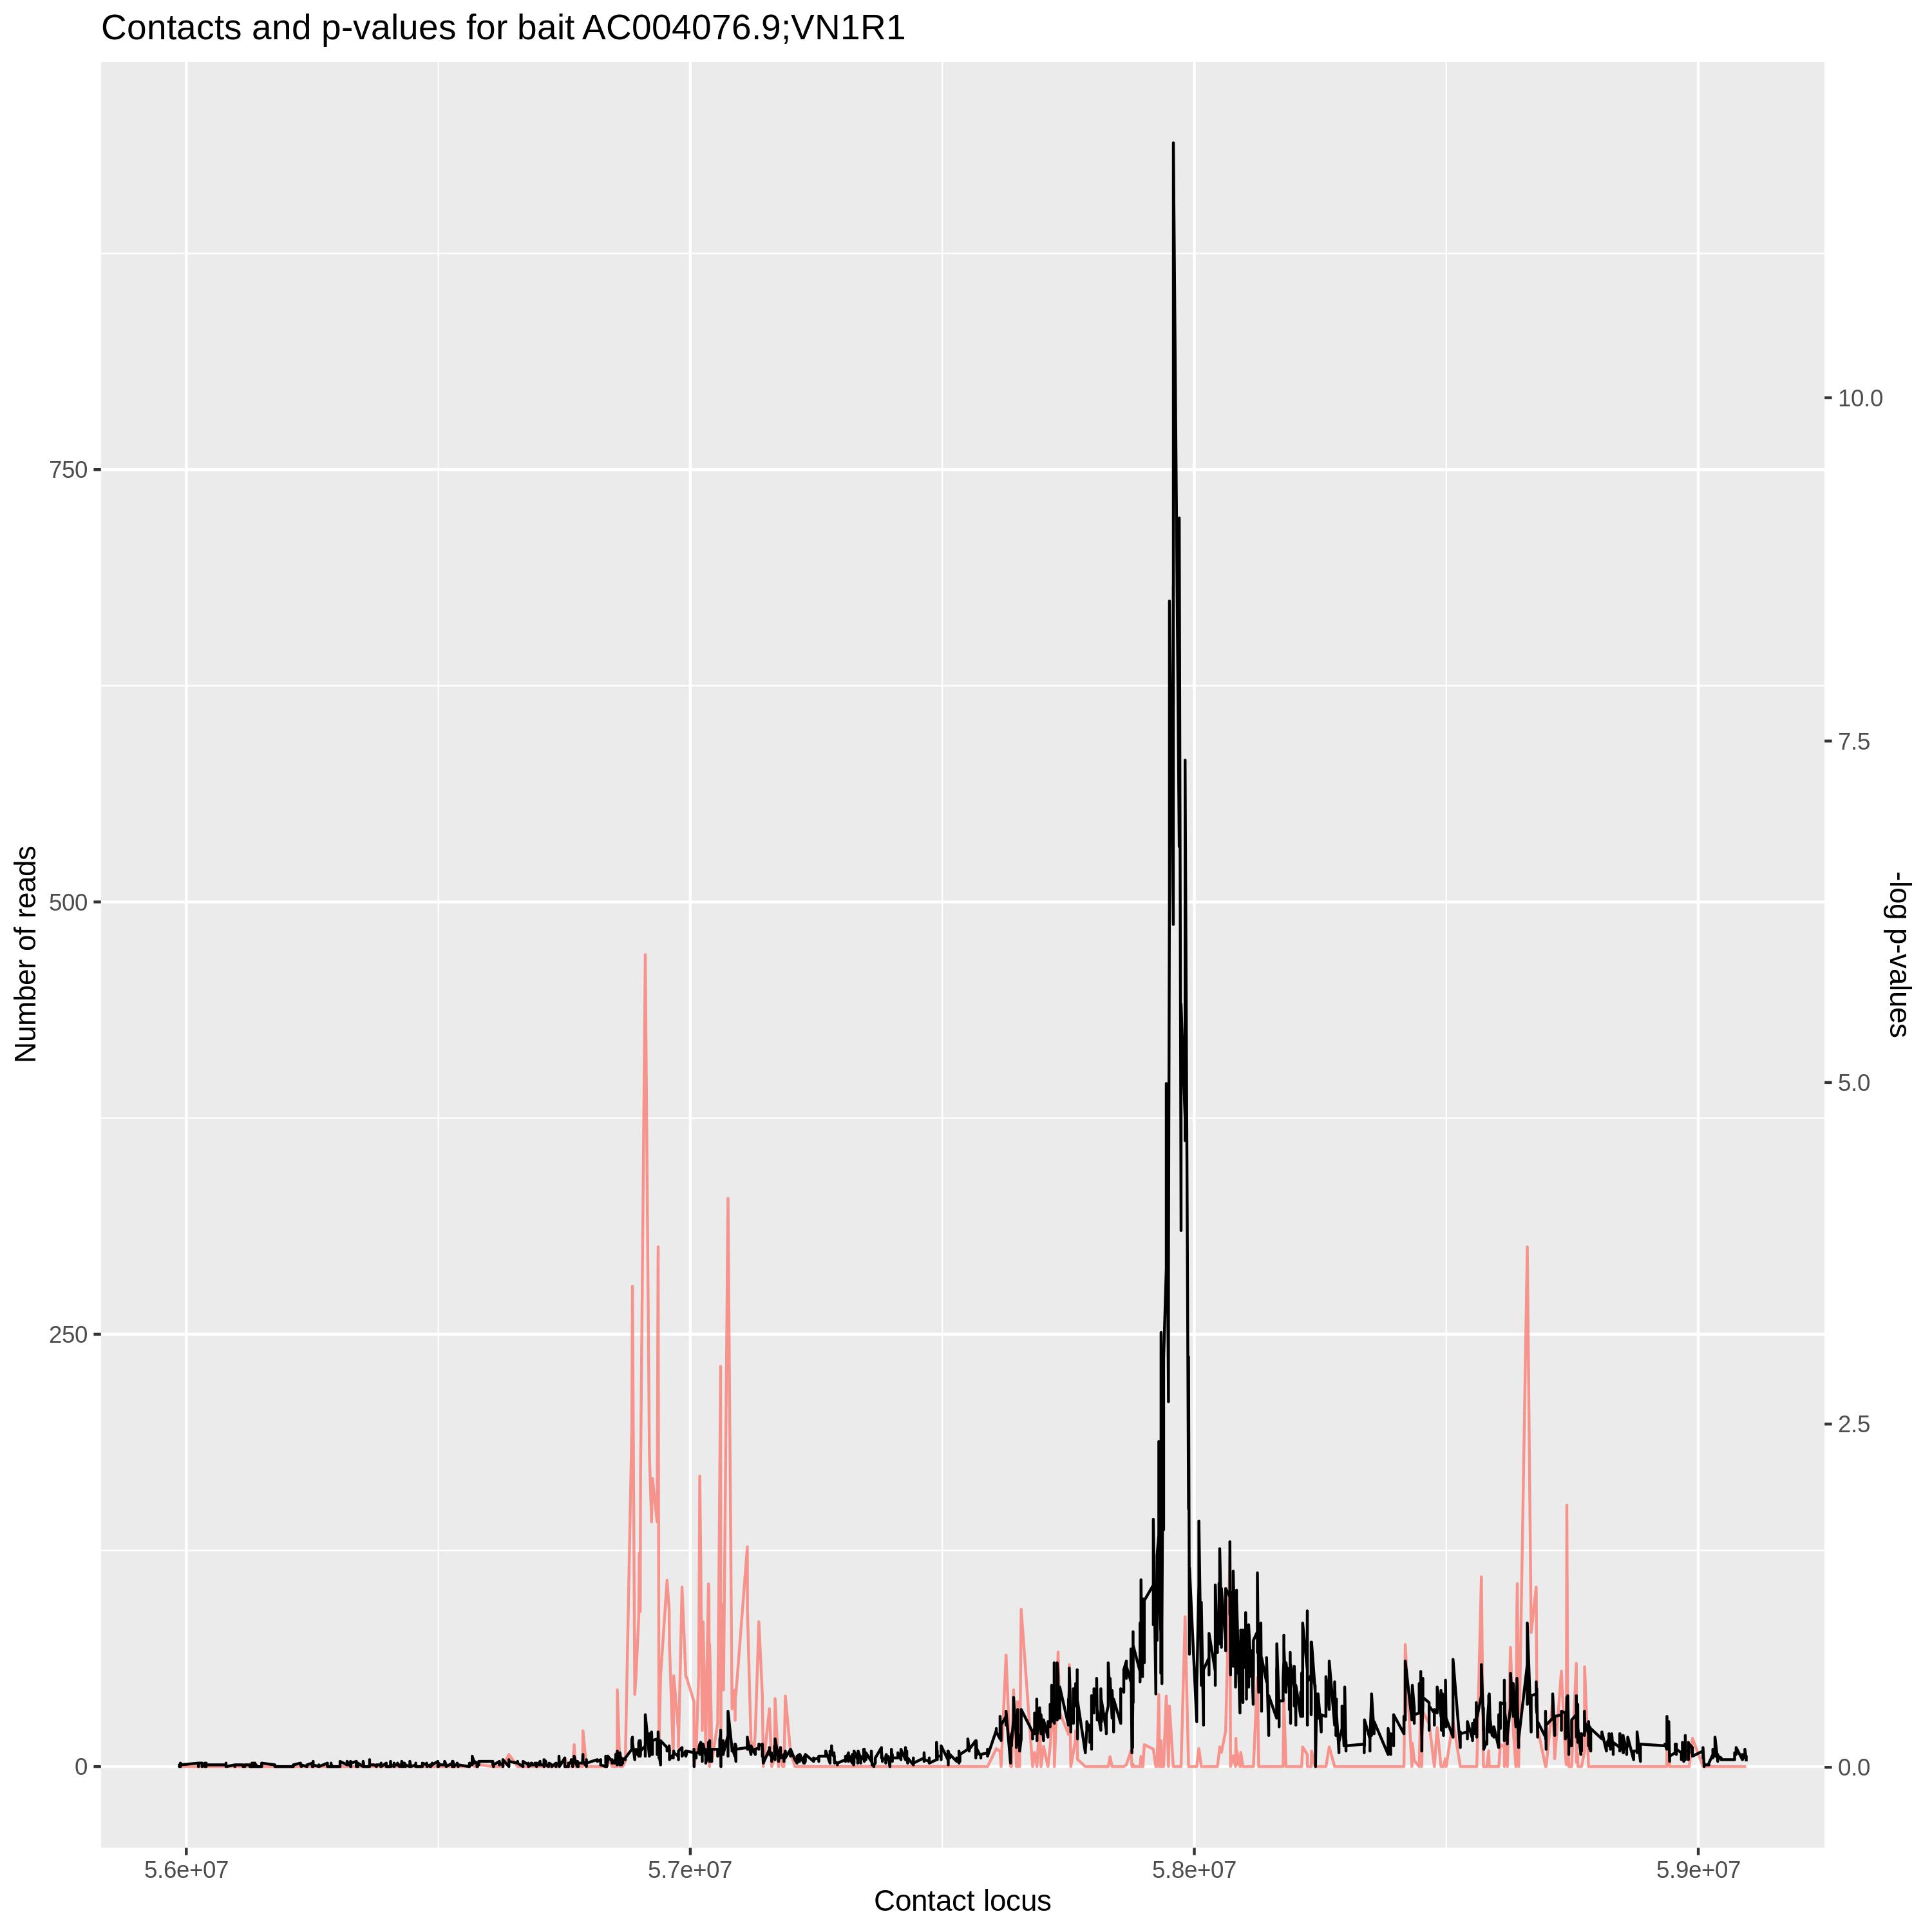 Contacts and p-values for bait AC004076.9;VN1R1
10.0
750
7.5
500
Number of reads
-log p-values
5.0
250
2.5
0
0.0
5.6e+07
5.7e+07
5.8e+07
5.9e+07
Contact locus